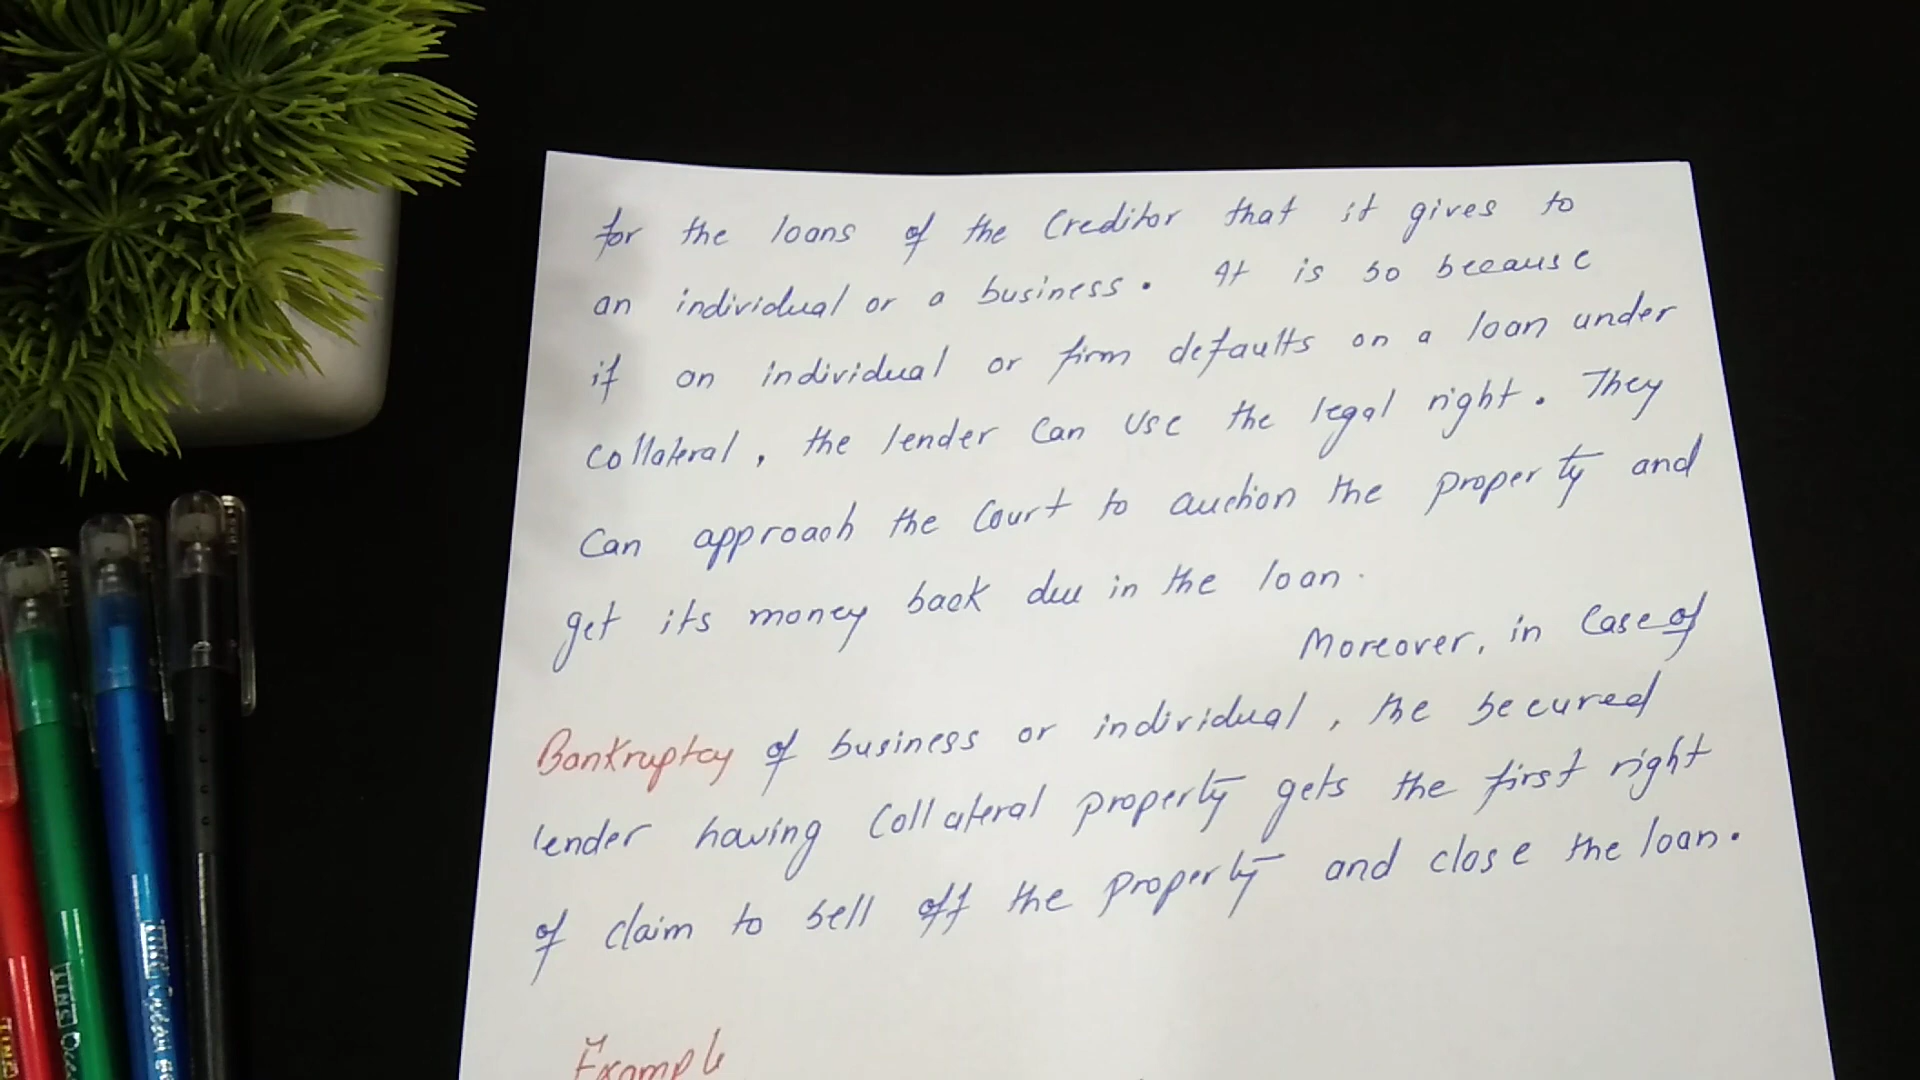 for the loans of the Creditor that it gives to
an individual or a business. It is so because
if an individual or firm defaults on a loan under
collateral, the lender can use the legal right. They
can approach the court to auction the property and
get its money back due in the loan.
Moreover, in case of
Bankruptcy of business or individual, the secured
lender having collateral property gets the first right
of claim to sell off the property and close the loan.
Example